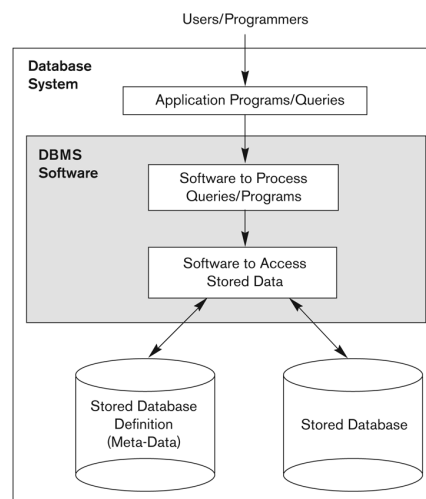 Users/Programmers
Database
System
Application Programs/Queries
DBMS
Software
Software to Process
Queries/Programs
Software to Access
Stored Data
Stored Database
Definition
(Meta-Data)
Stored Database